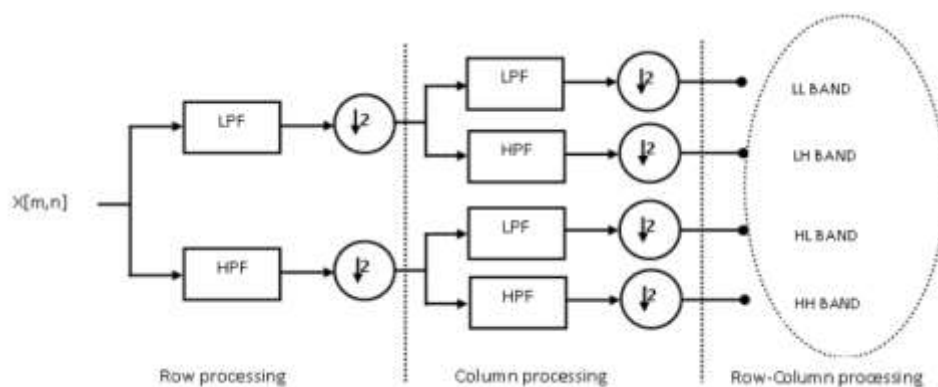 LPF
↓2
LL BAND
LPF
↓2
HPF
↓2
LH BAND
X[m,n]
LPF
↓2
HL BAND
HPF
↓2
HPF
↓2
HH BAND
Row processing
Column processing
Row-Column processing